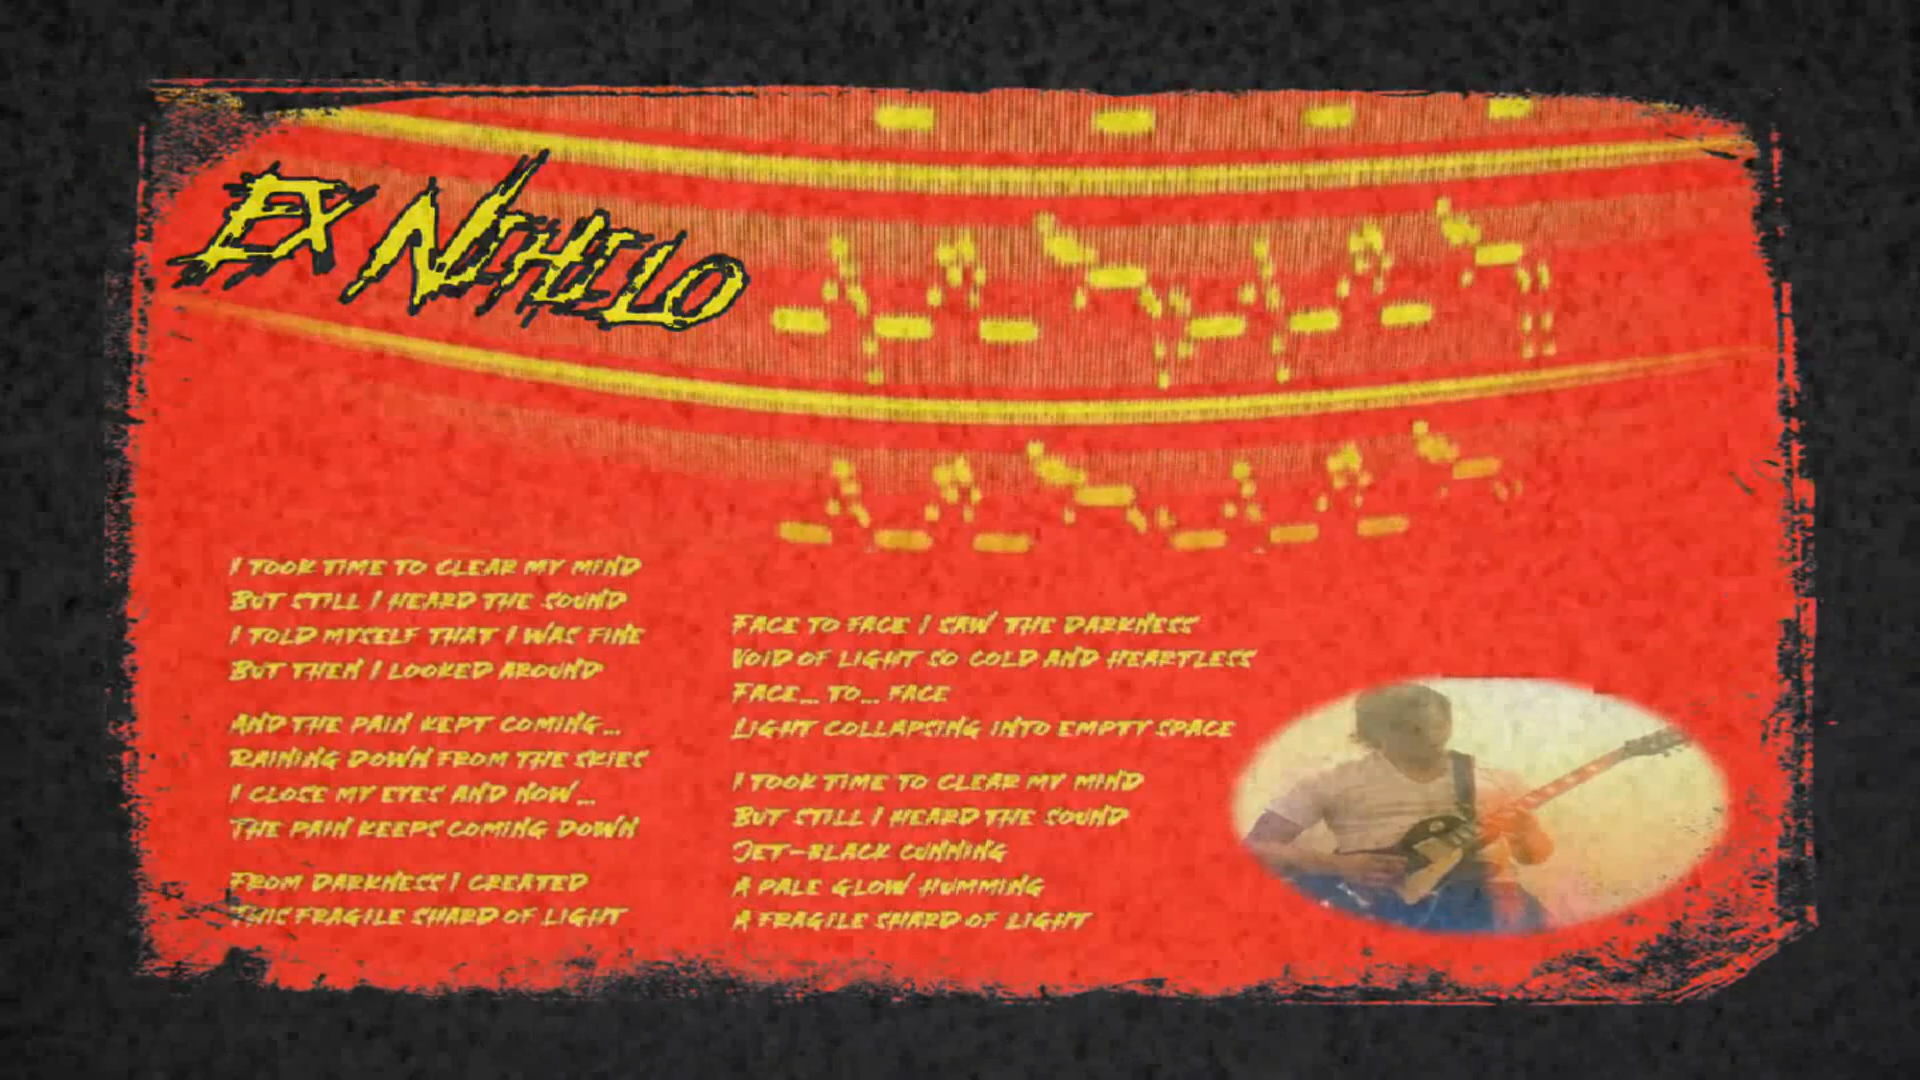 EX NIHILO
I TOOK TIME TO CLEAR MY MIND
BUT STILL I HEARD THE SOUND
I TOLD MYSELF THAT I WAS FINE
BUT THEN I LOOKED AROUND
AND THE PAIN KEPT COMING...
RAINING DOWN FROM THE SKIES
I CLOSE MY EYES AND NOW...
THE PAIN KEEPS COMING DOWN
FROM DARKNESS I CREATED
THIS FRAGILE SHARD OF LIGHT
FACE TO FACE I SAW THE DARKNESS
VOID OF LIGHT SO COLD AND HEARTLESS
FACE... TO... FACE
LIGHT COLLAPSING INTO EMPTY SPACE
I TOOK TIME TO CLEAR MY MIND
BUT STILL I HEARD THE SOUND
JET-BLACK CUNNING
A PALE GLOW HUMMING
A FRAGILE SHARD OF LIGHT